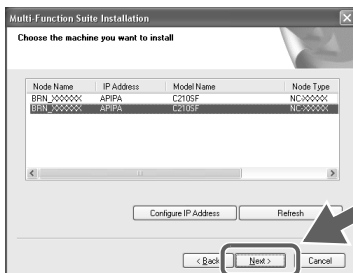 Multi-Function Suite Installation
Choose the machine you want to install
Node Name IP Address Model Name Node Type
BRN_XXXXXX APIPA C210SF NC-XXXXX
BRN_XXXXXX APIPA C210SF NC-XXXXX
Configure IP Address Refresh
< Back Next > Cancel